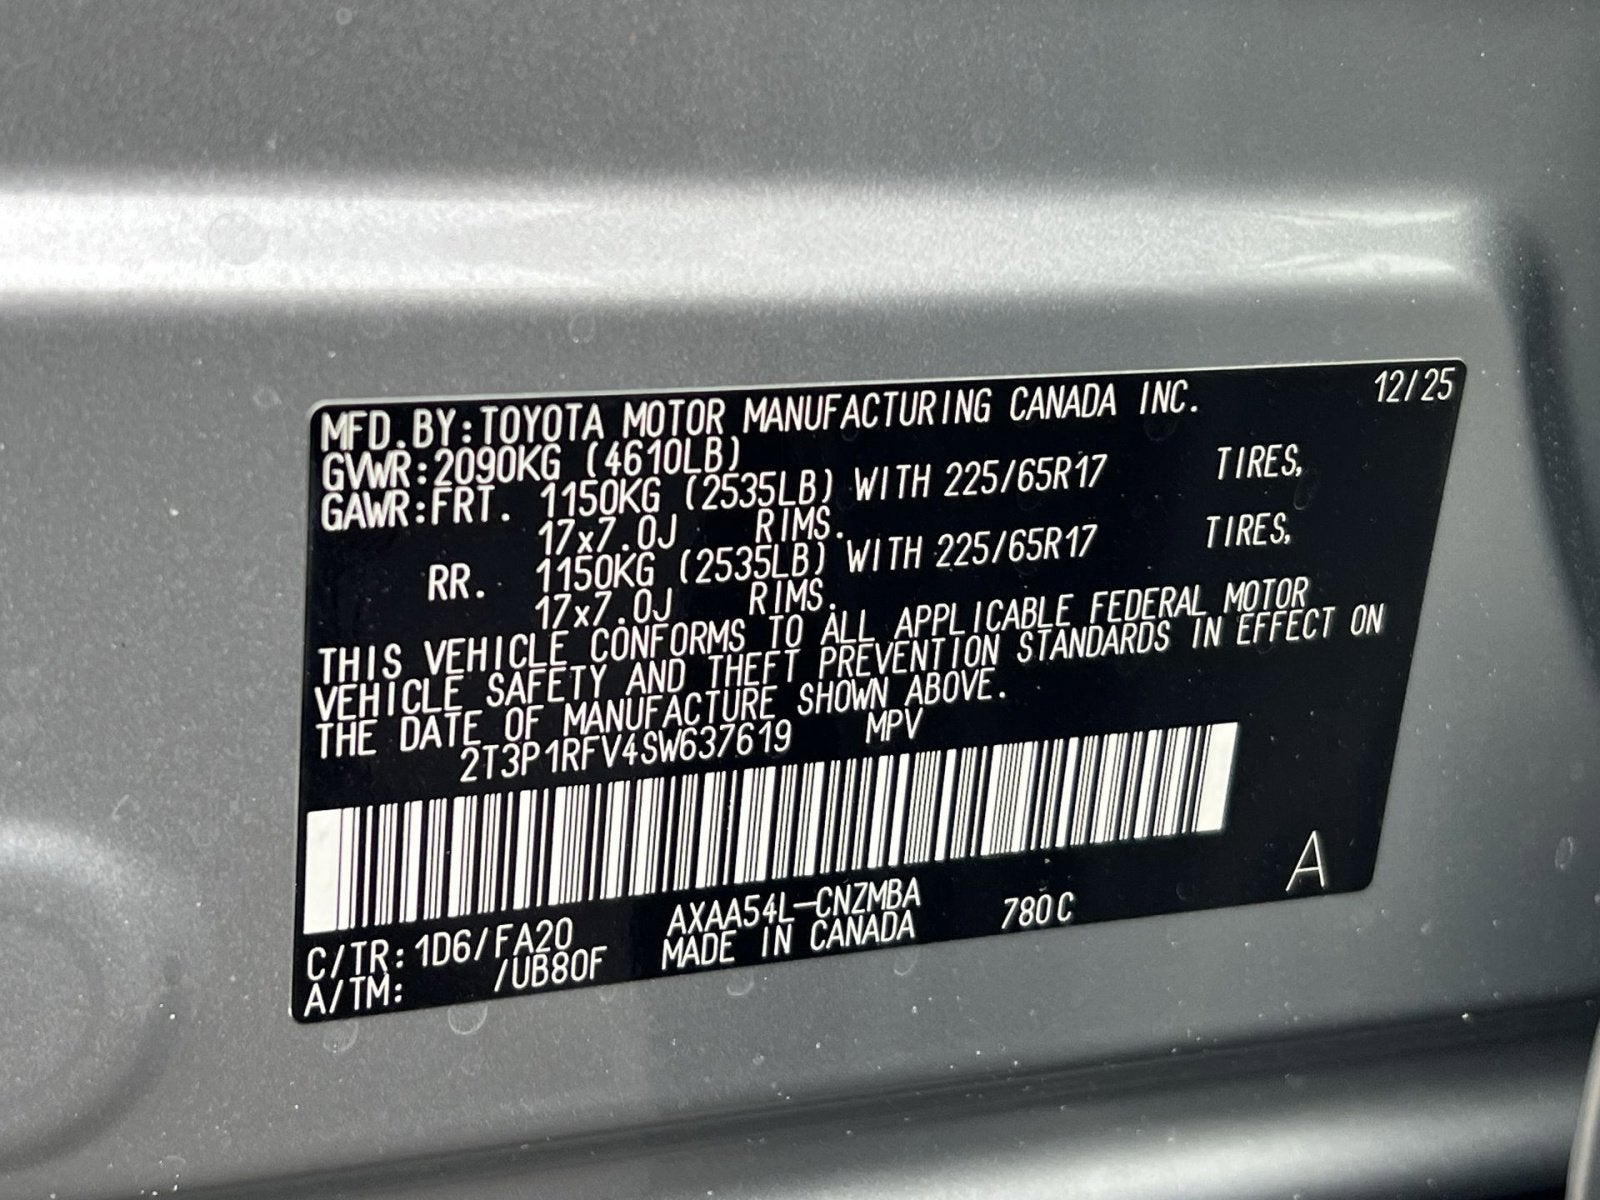 MFD.BY:TOYOTA MOTOR MANUFACTURING CANADA INC. 12/25
GVWR:2090KG (4610LB)
GAWR:FRT. 1150KG (2535LB) WITH 225/65R17 TIRES,
17x7.0J RIMS.
RR. 1150KG (2535LB) WITH 225/65R17 TIRES,
17x7.0J RIMS.
THIS VEHICLE CONFORMS TO ALL APPLICABLE FEDERAL MOTOR
VEHICLE SAFETY AND THEFT PREVENTION STANDARDS IN EFFECT ON
THE DATE OF MANUFACTURE SHOWN ABOVE.
2T3P1RFV4SW637619 MPV
A
C/TR:1D6/FA20 AXAA54L-CNZMBA 780C
A/TM: /UB80F MADE IN CANADA